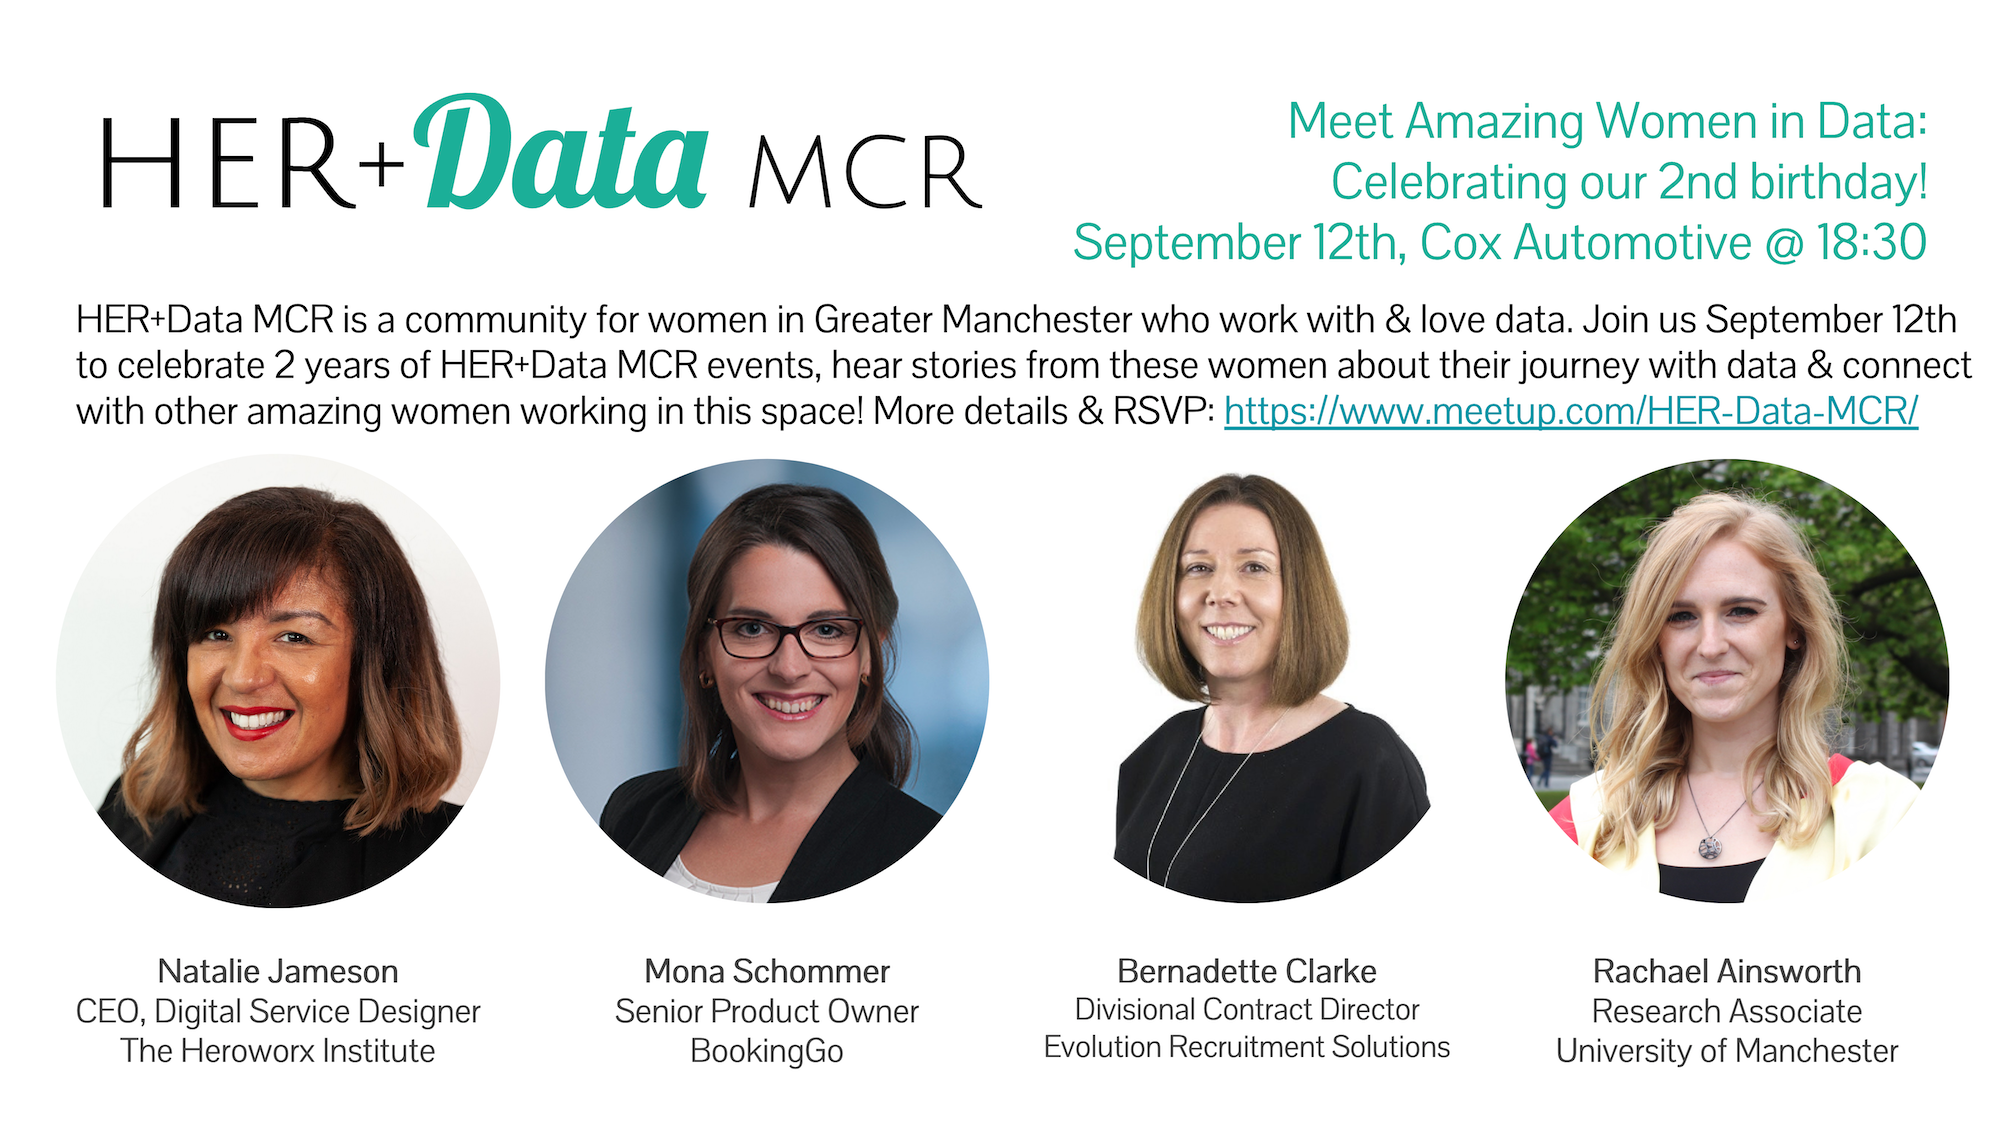 HER+Data MCR
Meet Amazing Women in Data:
Celebrating our 2nd birthday!
September 12th, Cox Automotive @ 18:30
HER+Data MCR is a community for women in Greater Manchester who work with & love data. Join us September 12th
to celebrate 2 years of HER+Data MCR events, hear stories from these women about their journey with data & connect
with other amazing women working in this space! More details & RSVP: https://www.meetup.com/HER-Data-MCR/
Natalie Jameson
CEO, Digital Service Designer
The Heroworx Institute
Mona Schommer
Senior Product Owner
BookingGo
Bernadette Clarke
Divisional Contract Director
Evolution Recruitment Solutions
Rachael Ainsworth
Research Associate
University of Manchester